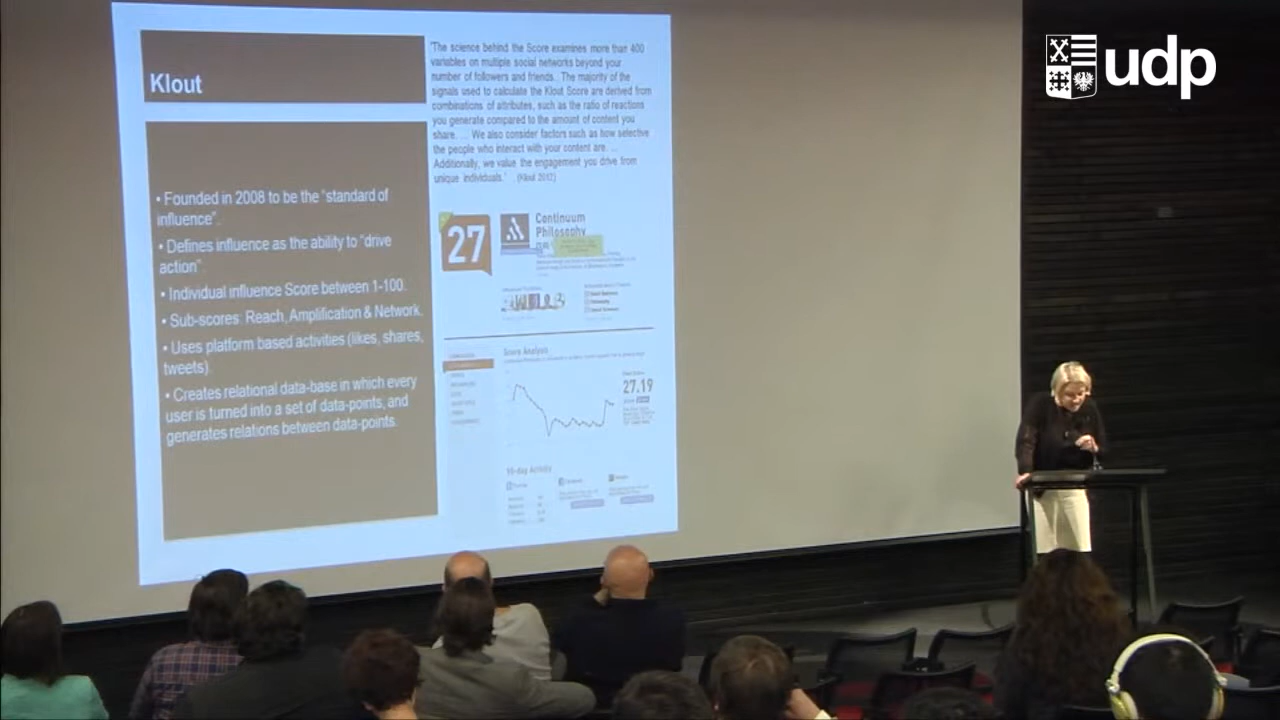 Klout
• Founded in 2008 to be the "standard of
influence".
• Defines influence as the ability to "drive
action"
• Individual influence Score between 1-100.
• Sub-scores: Reach, Amplification & Network.
• Uses platform based activities (likes, shares,
tweets).
• Creates relational data-base in which every
user is turned into a set of data-points, and
generates relations between data-points.
"The science behind the Score examines more than 400
variables on multiple social networks beyond your
number of followers and friends. The majority of the
signals used to calculate the Klout Score are derived from
combinations of attributes, such as the ratio of reactions
you generate compared to the amount of content you
share. ... We also consider factors such as how selective
the people who interact with your content are. ...
Additionally, we value the engagement you drive from
unique individuals." (Klout 2012)
27
Continuum
Philosophy
Score Analysis
27.19
90-day Activity
udp